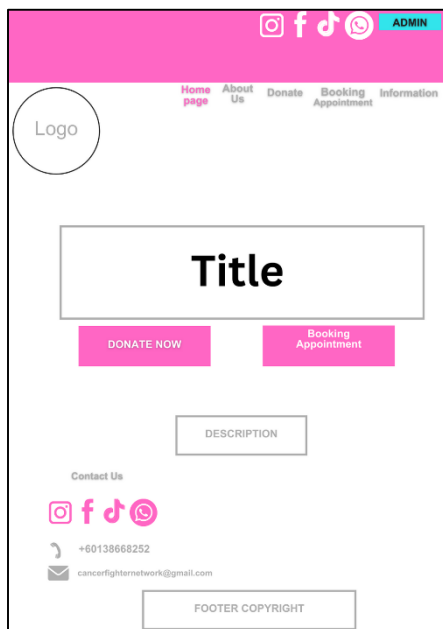 ADMIN
Home page
About Us
Donate
Booking Appointment
Information
Logo
Title
DONATE NOW
Booking
Appointment
DESCRIPTION
Contact Us
+60138668252
cancerfighternetwork@gmail.com
FOOTER COPYRIGHT